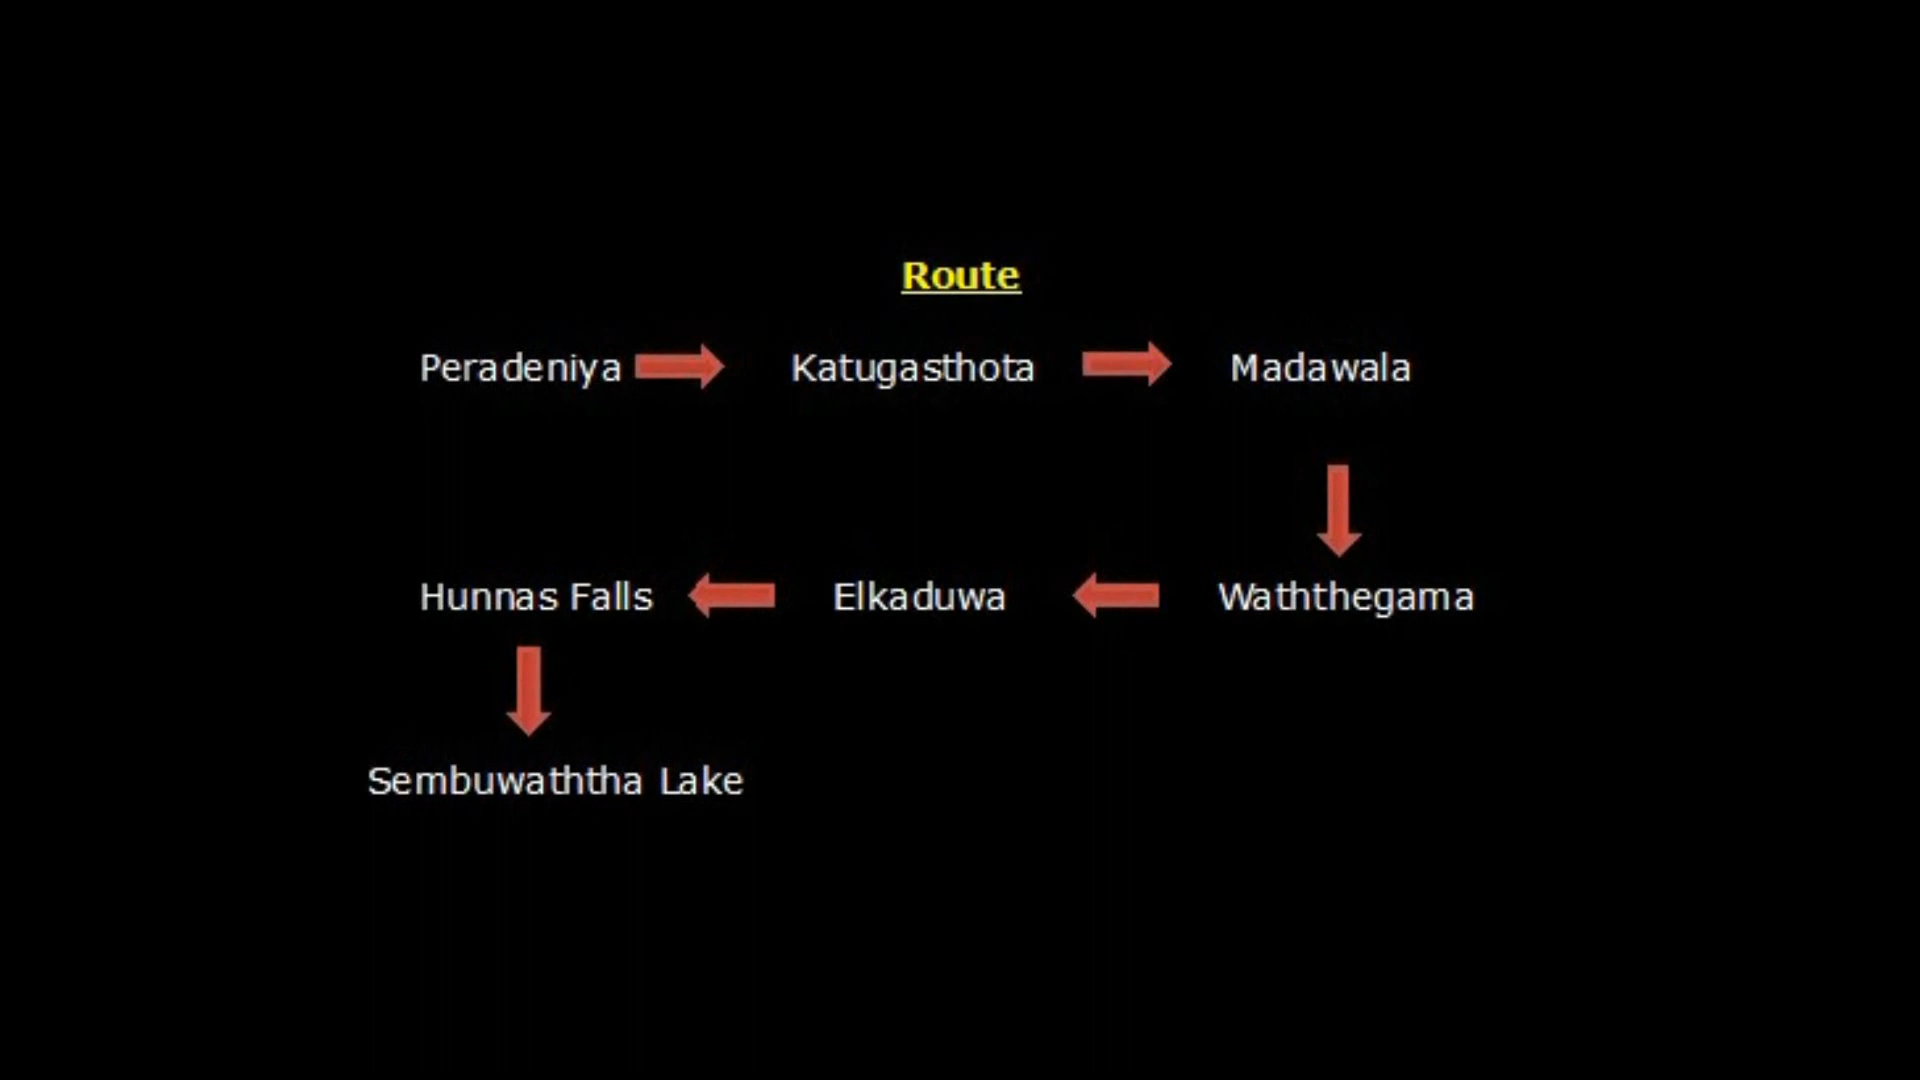 Route
Peradeniya Katugasthota Madawala
Hunnas Falls Elkaduwa Waththegama
Sembuwaththa Lake